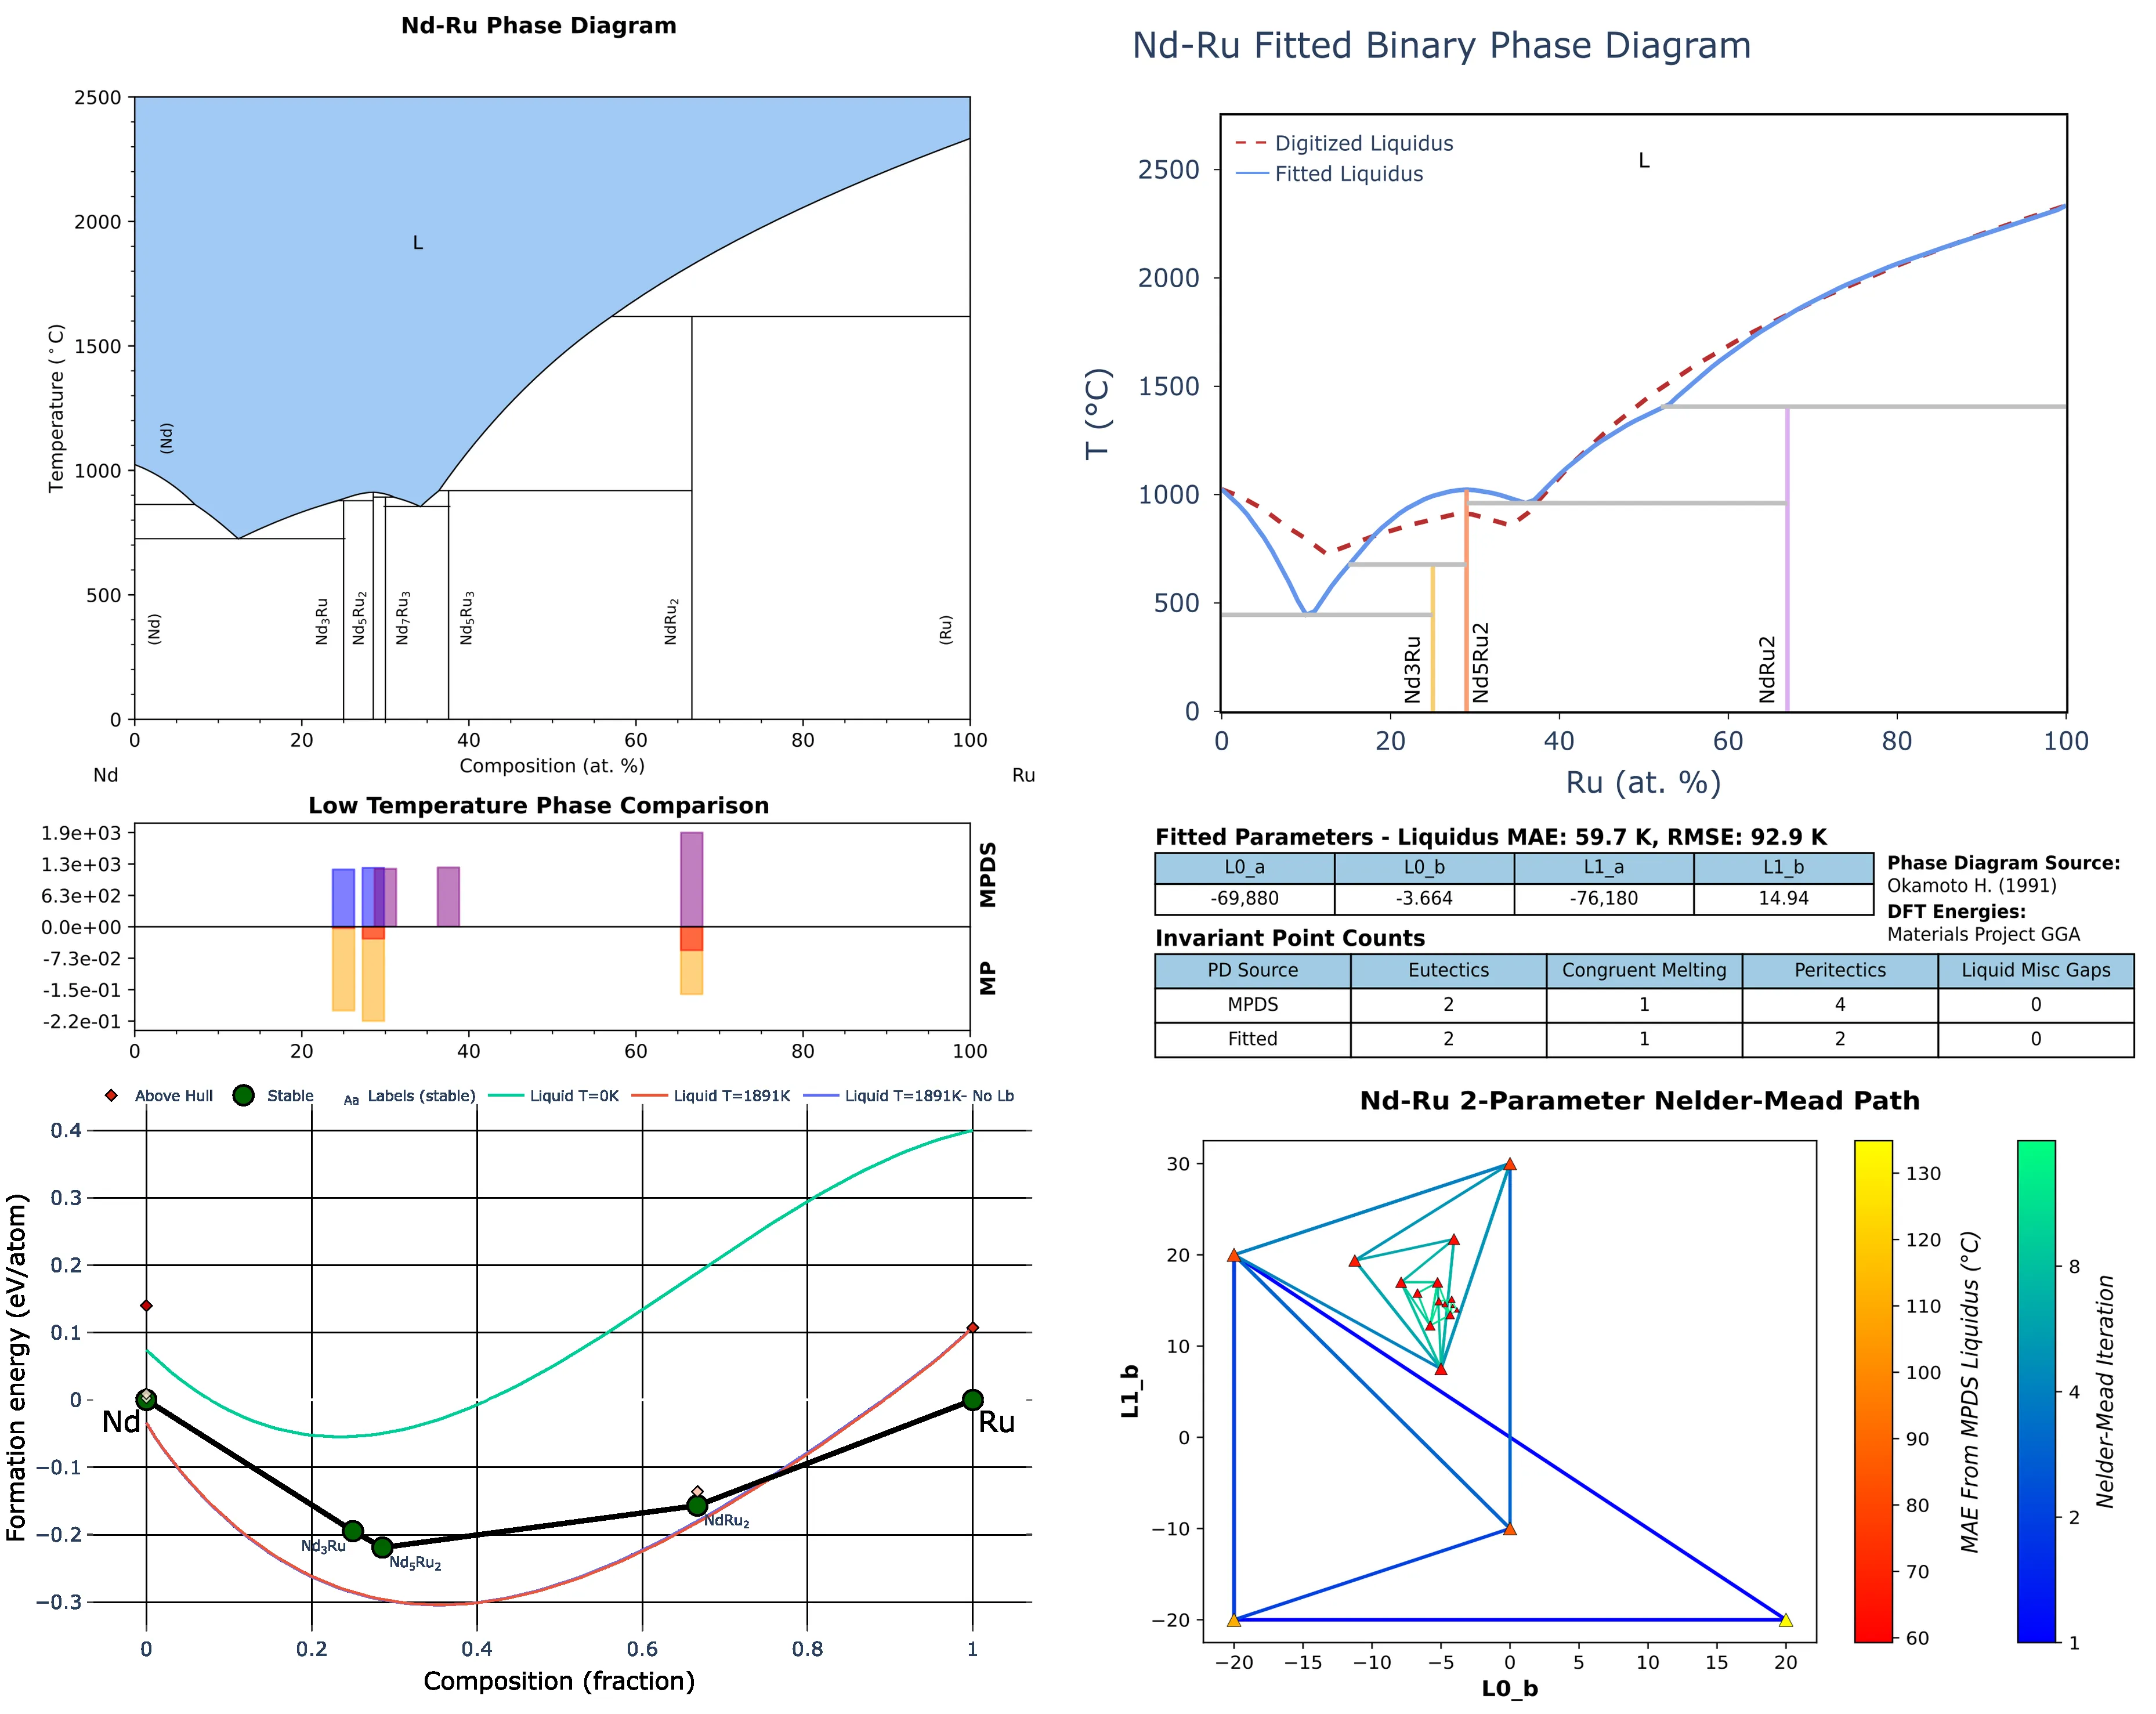 Nd-Ru Phase Diagram
2500
2000
1500
1000
500
0
Temperature (°C)
L
(Nd)
(Nd)
Nd₃Ru
Nd₅Ru₂
Nd₇Ru₃
Nd₅Ru₃
NdRu₂
(Ru)
0 20 40 60 80 100
Composition (at. %)
Nd Ru
Nd-Ru Fitted Binary Phase Diagram
Digitized Liquidus
Fitted Liquidus
L
2500
2000
1500
1000
500
0
T (°C)
Nd3Ru
Nd5Ru2
NdRu2
0 20 40 60 80 100
Ru (at. %)
Low Temperature Phase Comparison
1.9e+03
1.3e+03
6.3e+02
0.0e+00
-7.3e-02
-1.5e-01
-2.2e-01
MPDS
MP
0 20 40 60 80 100
Fitted Parameters - Liquidus MAE: 59.7 K, RMSE: 92.9 K
L0_a L0_b L1_a L1_b
-69,880 -3.664 -76,180 14.94
Phase Diagram Source:
Okamoto H. (1991)
DFT Energies:
Materials Project GGA
Invariant Point Counts
PD Source Eutectics Congruent Melting Peritectics Liquid Misc Gaps
MPDS 2 1 4 0
Fitted 2 1 2 0
Above Hull Stable Aa Labels (stable) Liquid T=0K Liquid T=1891K Liquid T=1891K- No Lb
0.4
0.3
0.2
0.1
0
−0.1
−0.2
−0.3
Formation energy (eV/atom)
Nd
Ru
Nd₃Ru
Nd₅Ru₂
NdRu₂
0 0.2 0.4 0.6 0.8 1
Composition (fraction)
Nd-Ru 2-Parameter Nelder-Mead Path
30
20
10
0
−10
−20
L1_b
−20 −15 −10 −5 0 5 10 15 20
L0_b
130
120
110
100
90
80
70
60
MAE From MPDS Liquidus (°C)
8
4
2
1
Nelder-Mead Iteration